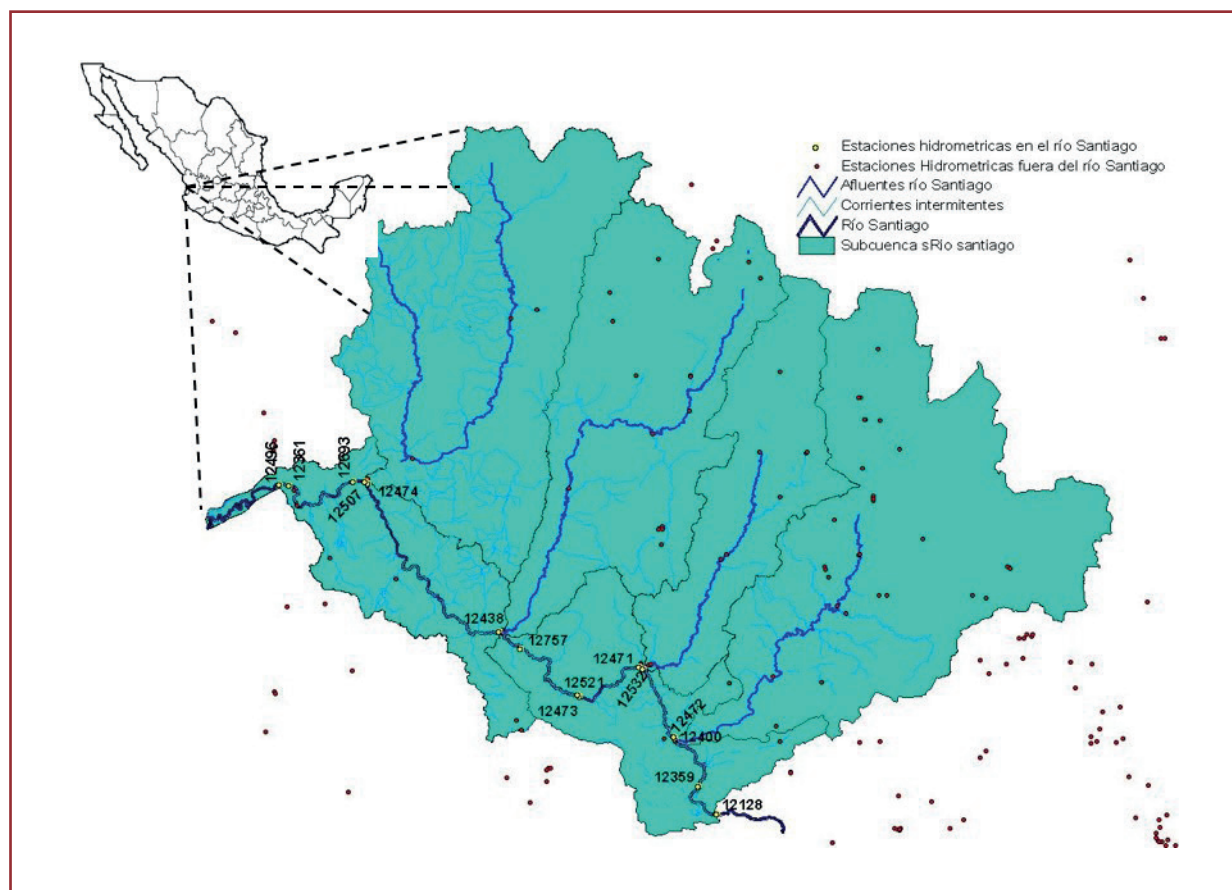 Estaciones hidrometricas en el río Santiago
Estaciones Hidrometricas fuera del río Santiago
Afluentes río Santiago
Corrientes intermitentes
Río Santiago
Subcuenca sRio santiago
12496
12361
12693
12507
12474
12438
12757
12471
12532
12521
12473
12472
12400
12359
12128